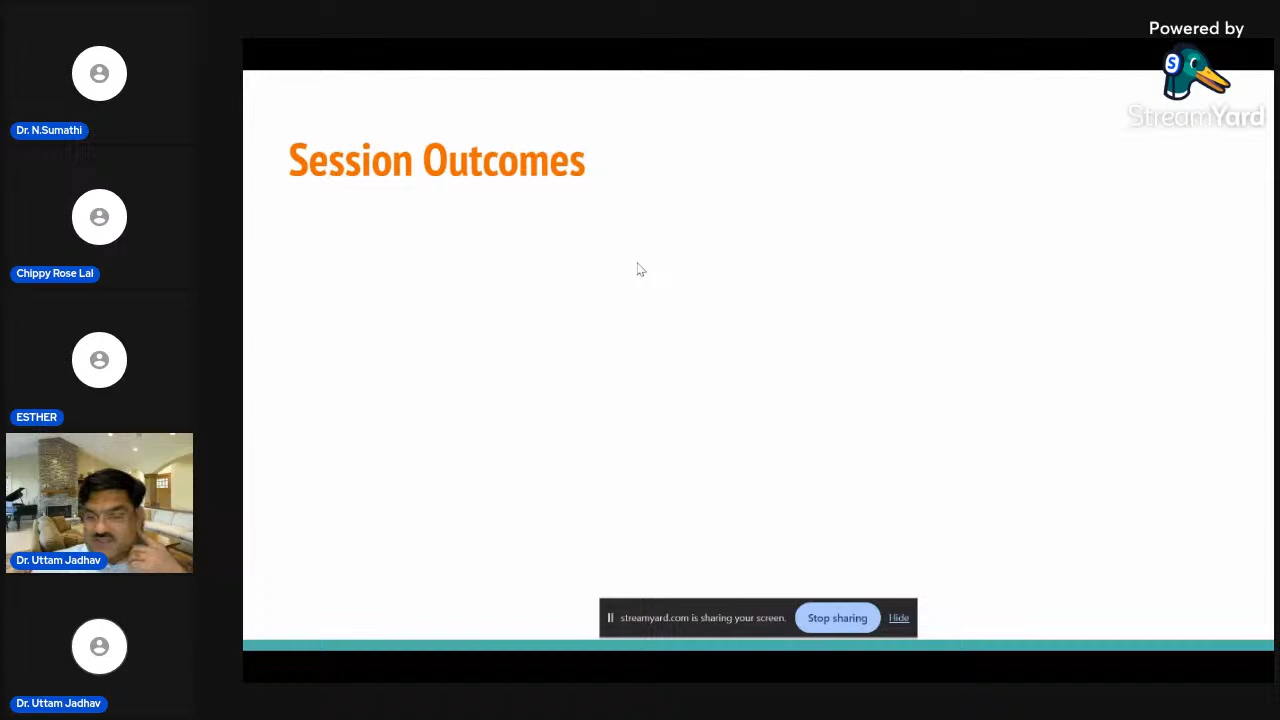 Powered by
S
StreamYard
Dr. N.Sumathi
Session Outcomes
Chippy Rose Lal
ESTHER
Dr. Uttam Jadhav
streamyard.com is sharing your screen.
Stop sharing
Hide
Dr. Uttam Jadhav